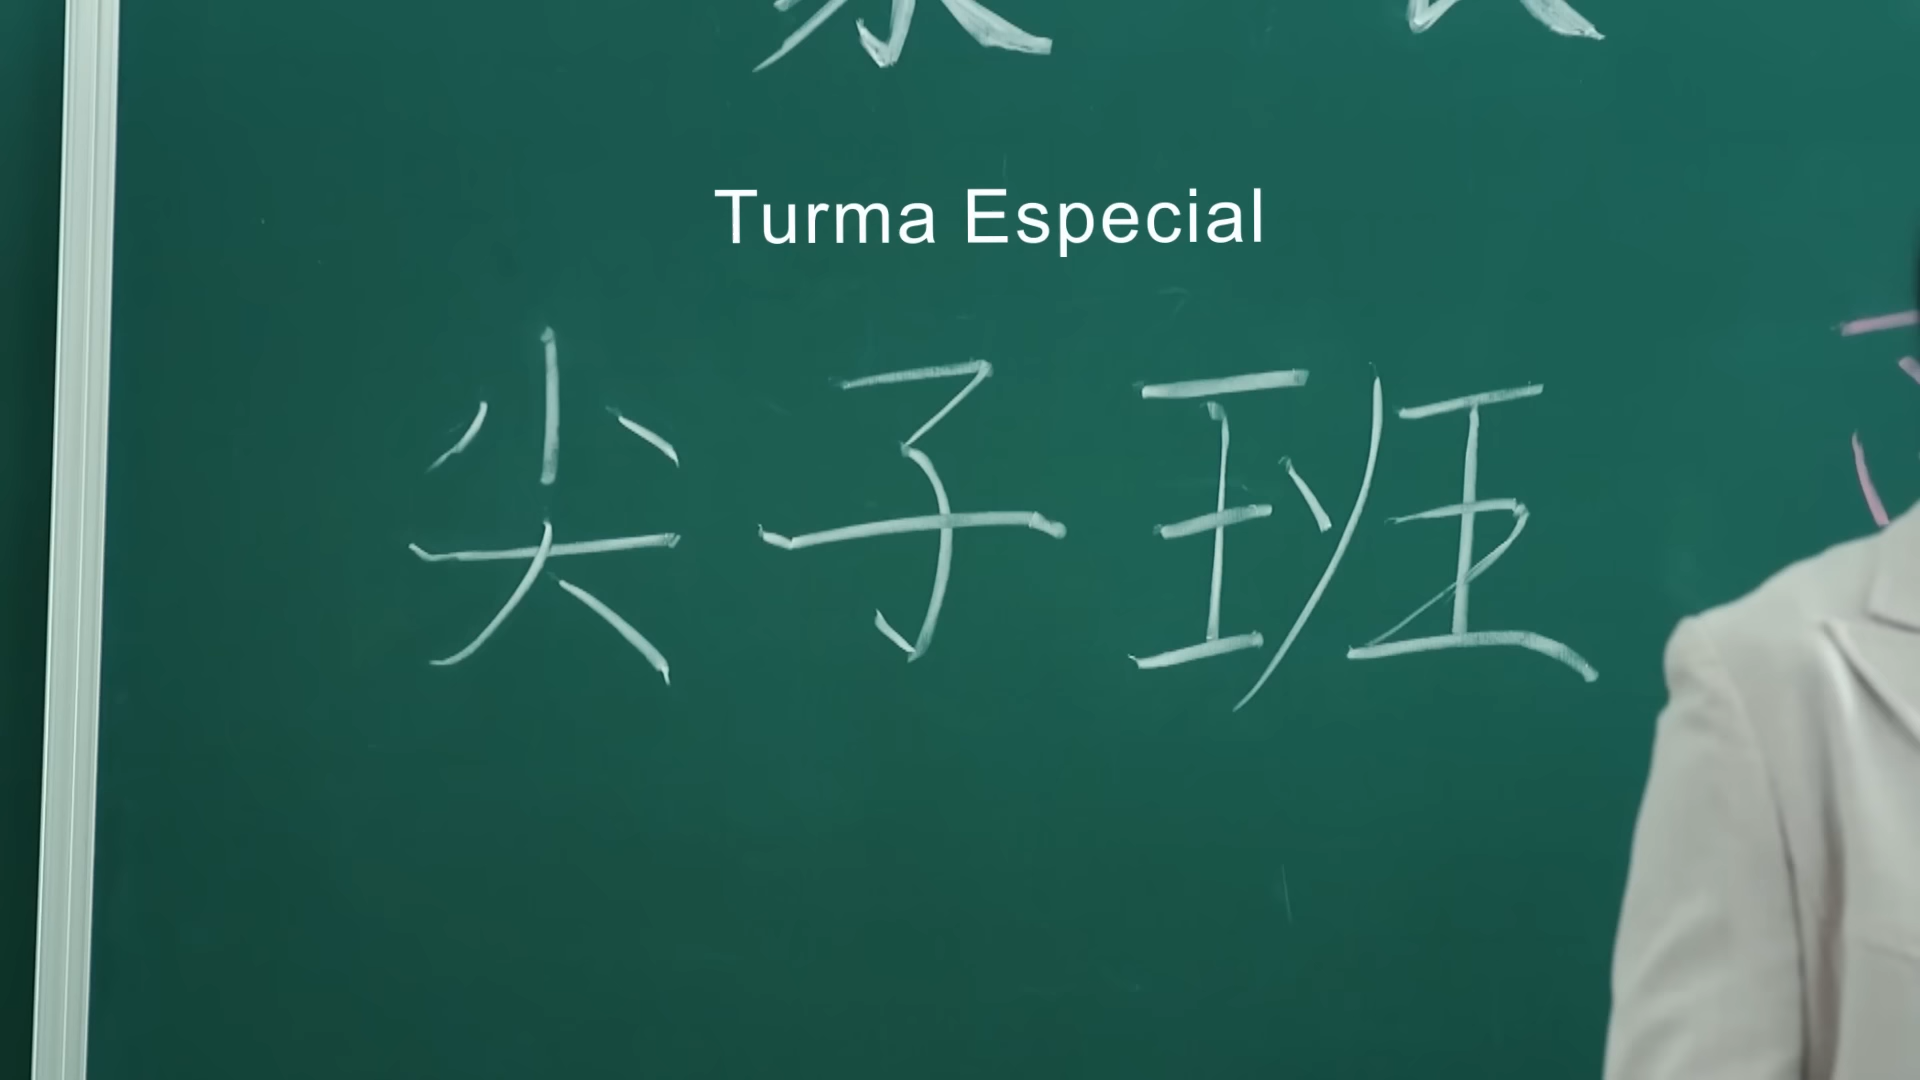 Turma Especial
尖子班